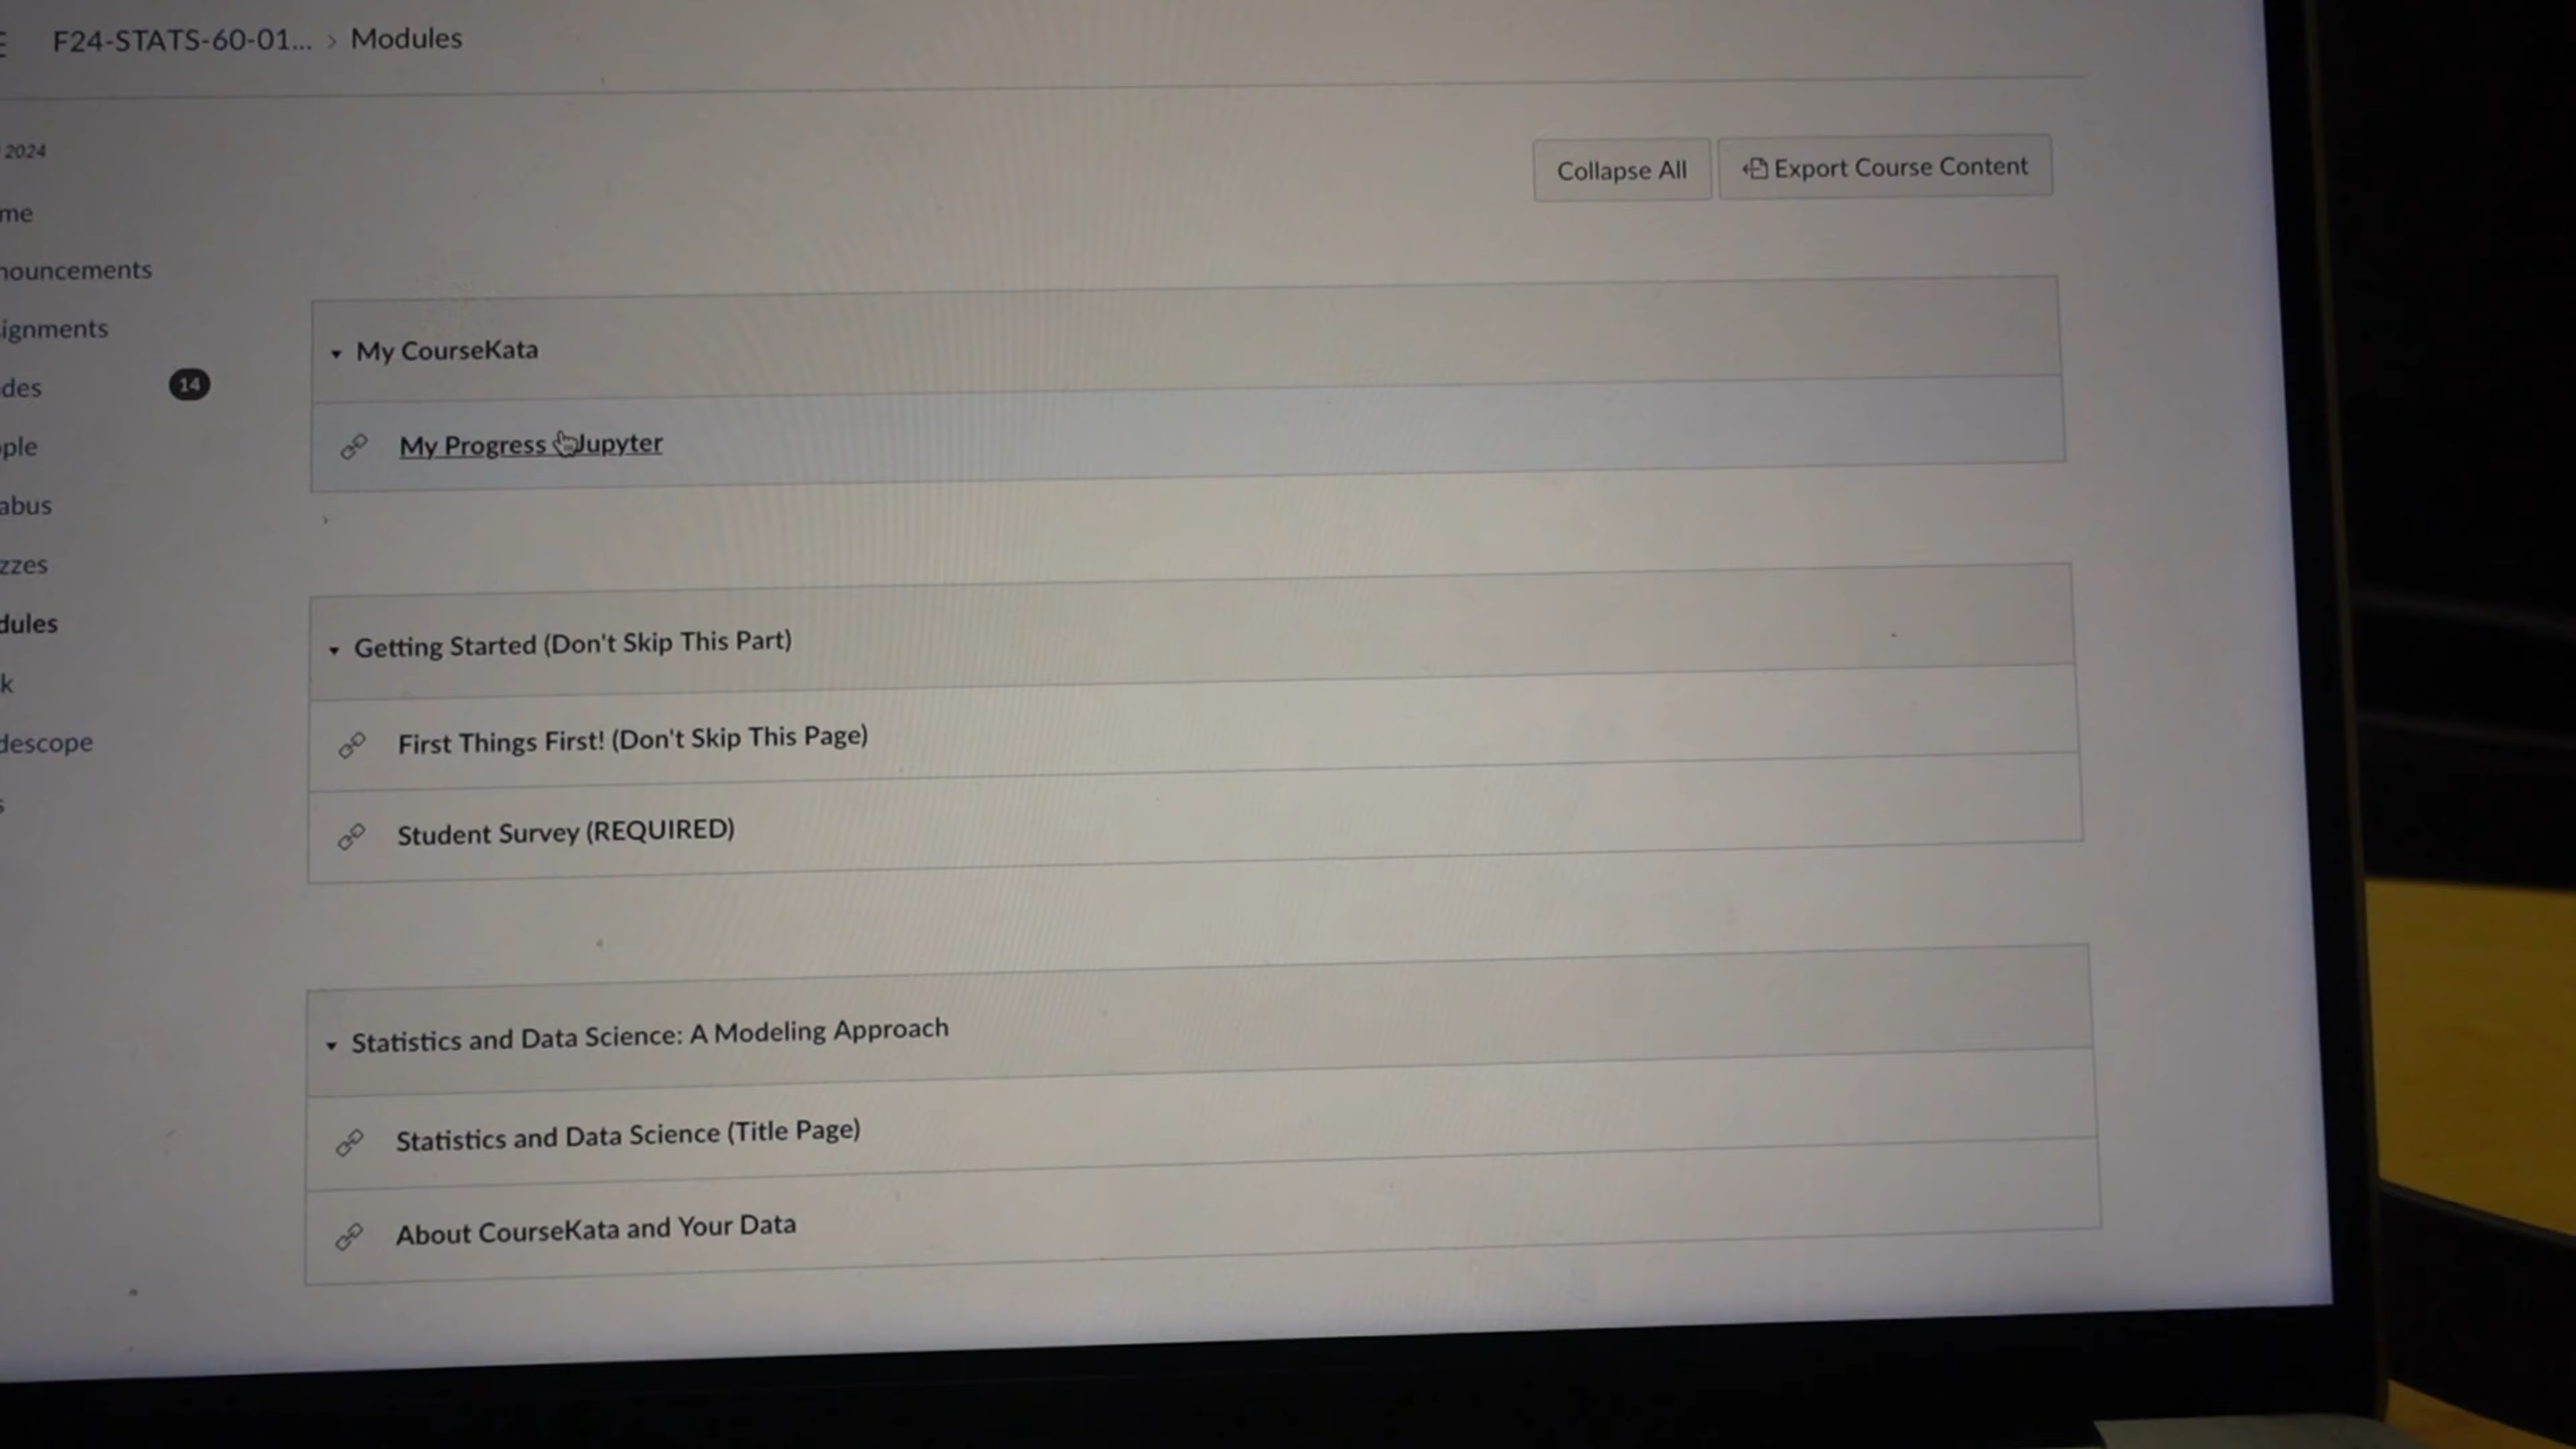 F24-STATS-60-01... > Modules
2024
me
nouncements
ignments
des 14
ple
abus
zzes
dules
k
descope
s
Collapse All
Export Course Content
My CourseKata
My Progress Jupyter
Getting Started (Don't Skip This Part)
First Things First! (Don't Skip This Page)
Student Survey (REQUIRED)
Statistics and Data Science: A Modeling Approach
Statistics and Data Science (Title Page)
About CourseKata and Your Data